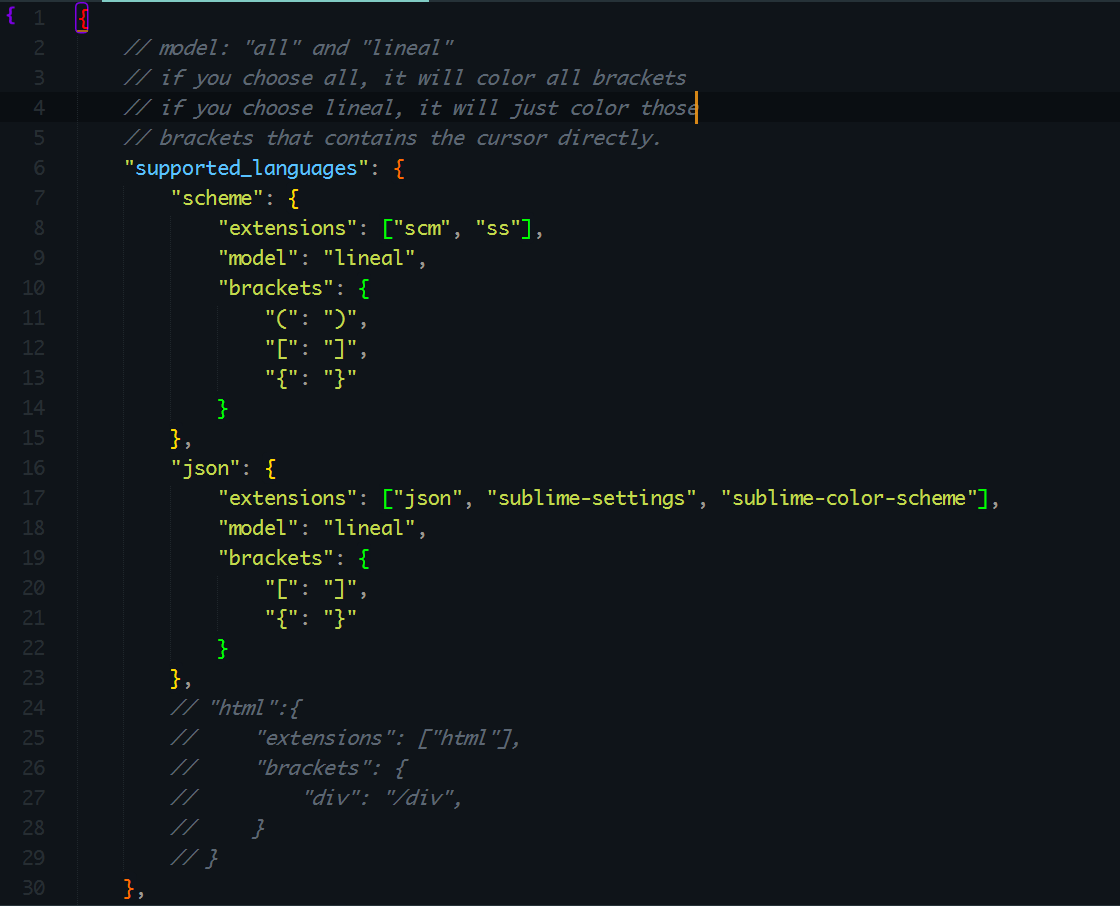 { 1 {
2 // model: "all" and "lineal"
3 // if you choose all, it will color all brackets
4 // if you choose lineal, it will just color those
5 // brackets that contains the cursor directly.
6 "supported_languages": {
7 "scheme": {
8 "extensions": ["scm", "ss"],
9 "model": "lineal",
10 "brackets": {
11 "(": ")",
12 "[": "]",
13 "{": "}"
14 }
15 },
16 "json": {
17 "extensions": ["json", "sublime-settings", "sublime-color-scheme"],
18 "model": "lineal",
19 "brackets": {
20 "[": "]",
21 "{": "}"
22 }
23 },
24 // "html":{
25 //     "extensions": ["html"],
26 //     "brackets": {
27 //         "div": "/div",
28 //     }
29 // }
30 },